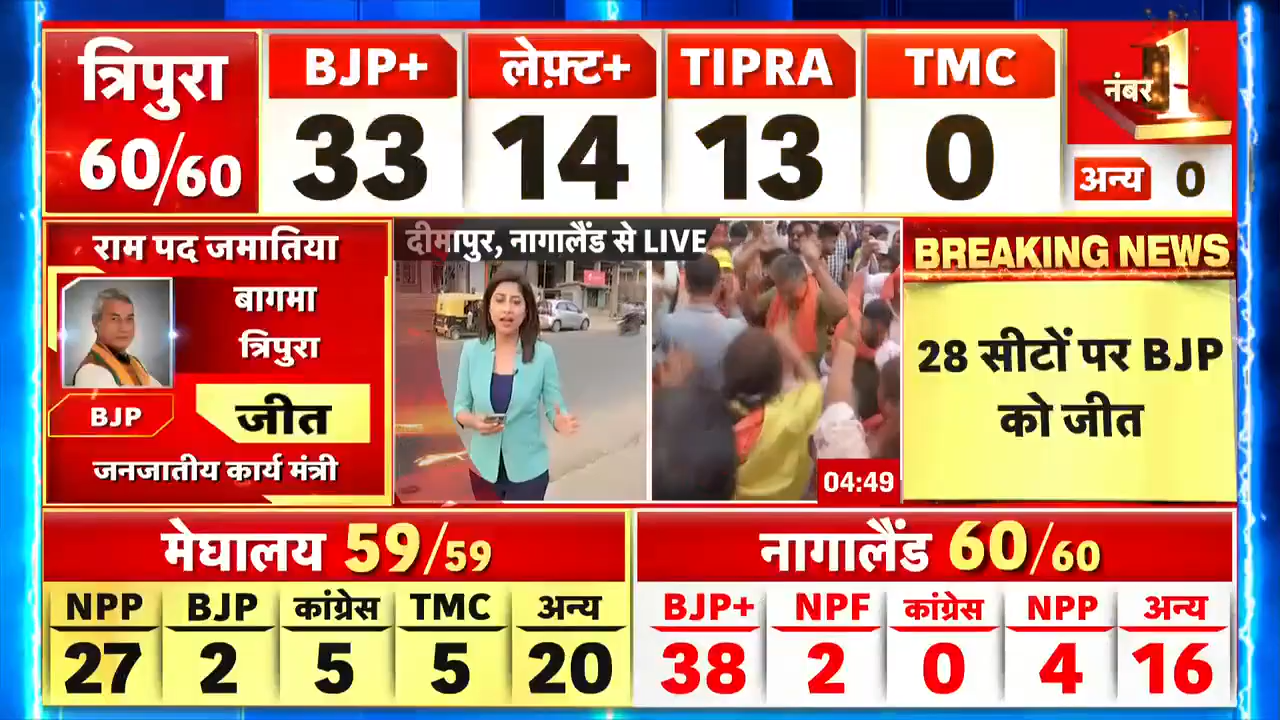 त्रिपुरा
60/60
BJP+
33
लेफ़्ट+
14
TIPRA
13
TMC
0
नंबर 1
अन्य 0
राम पद जमातिया
बागमा
त्रिपुरा
BJP
जीत
जनजातीय कार्य मंत्री
दीमापुर, नागालैंड से LIVE
04:49
BREAKING NEWS
28 सीटों पर BJP
को जीत
मेघालय 59/59
NPP BJP कांग्रेस TMC अन्य
27 2 5 5 20
नागालैंड 60/60
BJP+ NPF कांग्रेस NPP अन्य
38 2 0 4 16